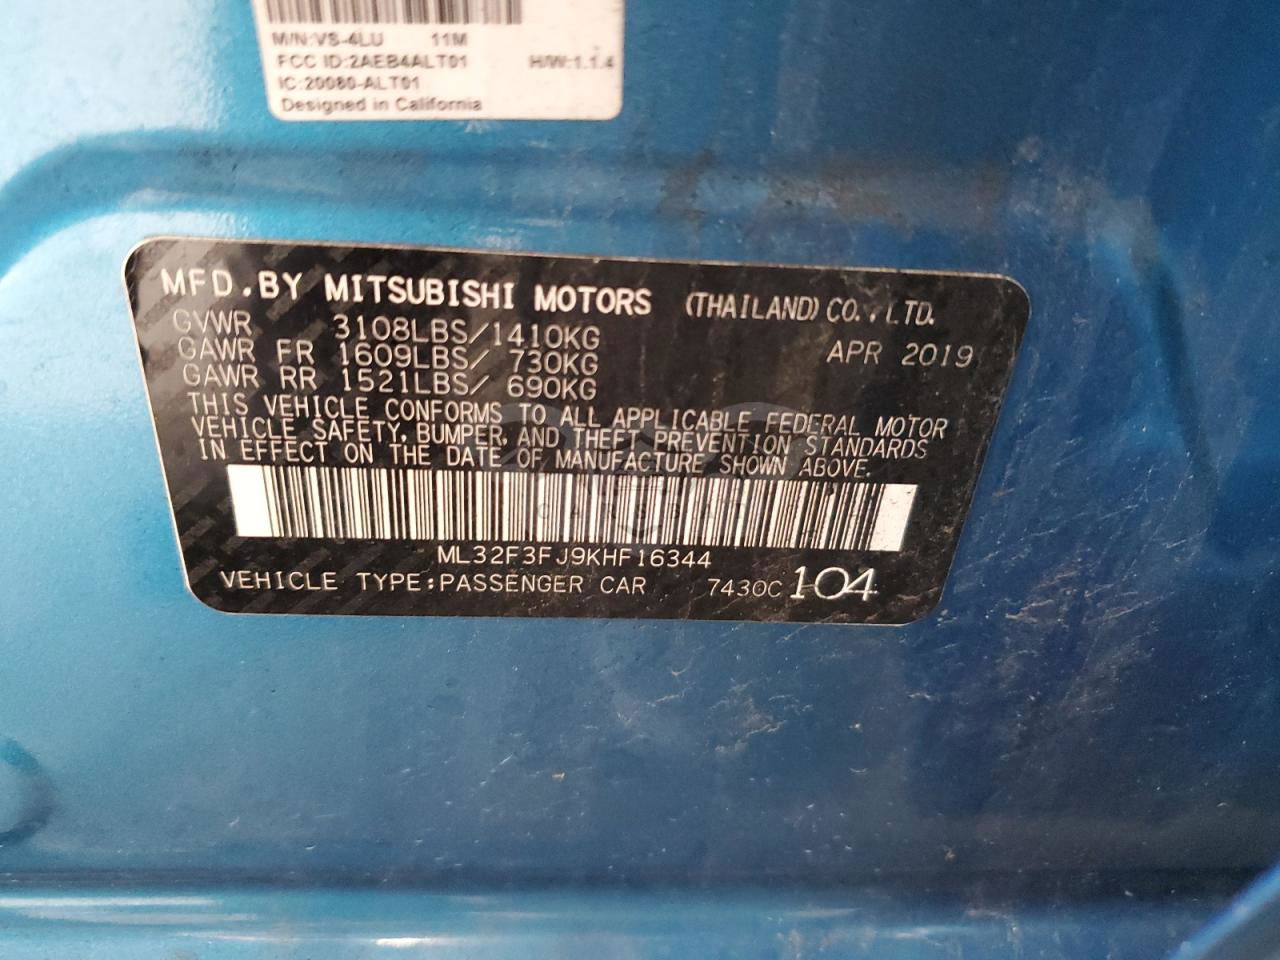 M/N:VS-4LU 11M
FCC ID:2AEB4ALT01 H/W:1.1.4
IC:20080-ALT01
Designed in California
MFD.BY MITSUBISHI MOTORS (THAILAND) CO.,LTD.
GVWR 3108LBS/1410KG APR 2019
GAWR FR 1609LBS/ 730KG
GAWR RR 1521LBS/ 690KG
THIS VEHICLE CONFORMS TO ALL APPLICABLE FEDERAL MOTOR
VEHICLE SAFETY, BUMPER, AND THEFT PREVENTION STANDARDS
IN EFFECT ON THE DATE OF MANUFACTURE SHOWN ABOVE.
ML32F3FJ9KHF16344
VEHICLE TYPE:PASSENGER CAR 7430C 104